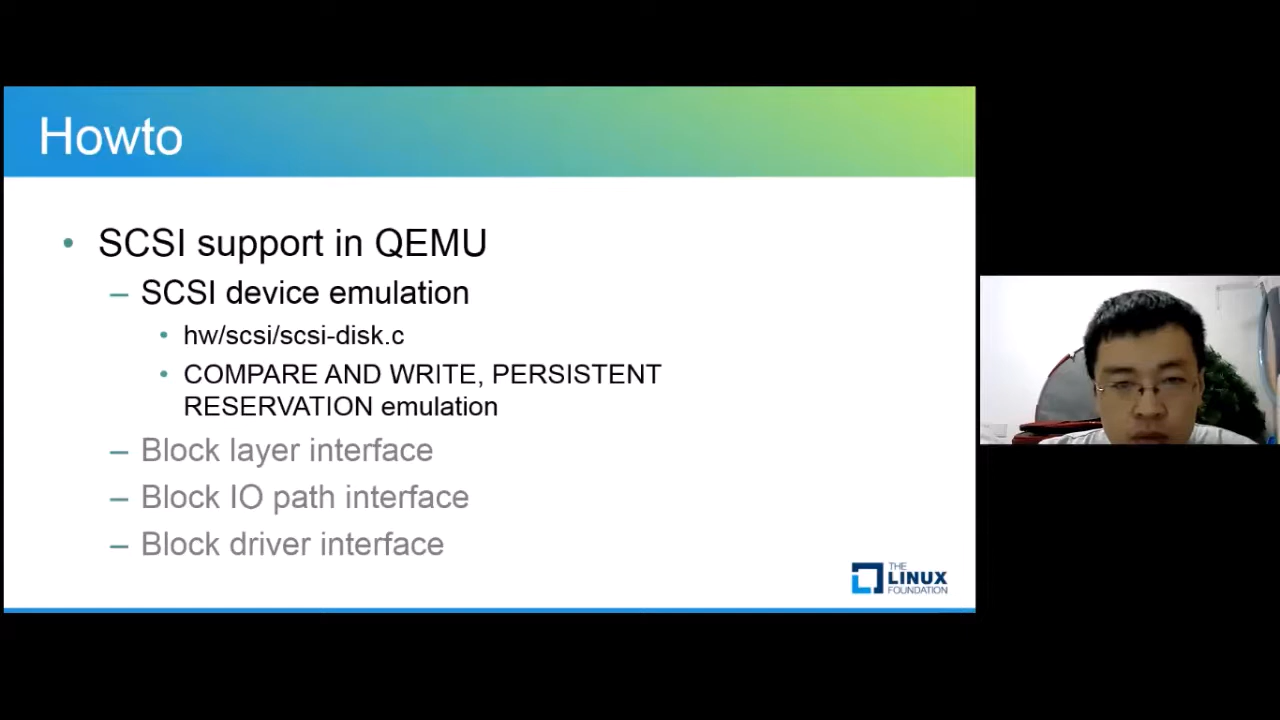 Howto
• SCSI support in QEMU
– SCSI device emulation
• hw/scsi/scsi-disk.c
• COMPARE AND WRITE, PERSISTENT
RESERVATION emulation
– Block layer interface
– Block IO path interface
– Block driver interface
THE
LINUX
FOUNDATION